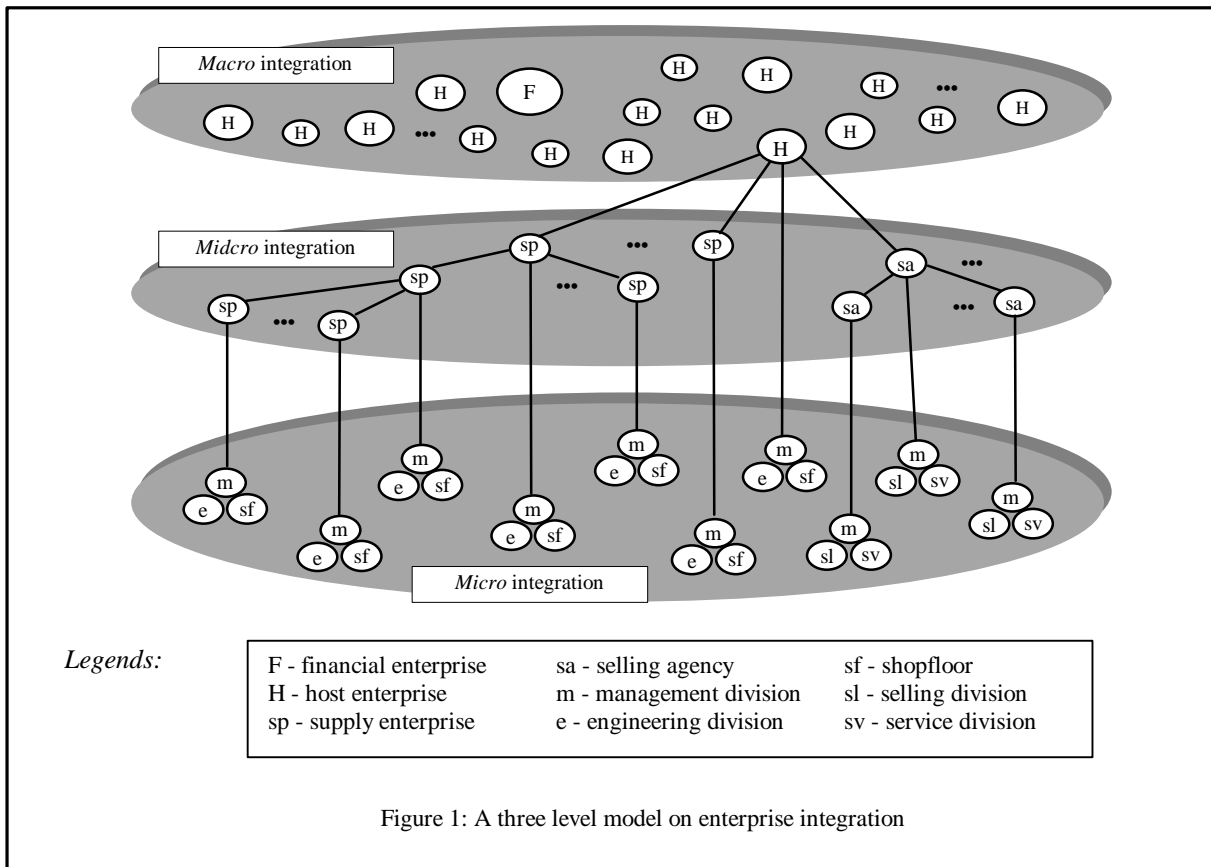 Macro integration
H
H
H
H
F
H
H
•••
H
H
H
H
H
•••
H
H
H
H
H
Midcro integration
sp
•••
sp
sa
•••
sp
•••
sp
sa
•••
sa
sp
•••
sp
m
e sf
m
e sf
m
e sf
m
sl sv
m
e sf
m
sl sv
m
e sf
m
e sf
m
e sf
m
sl sv
Micro integration
Legends:
F - financial enterprise
H - host enterprise
sp - supply enterprise
sa - selling agency
m - management division
e - engineering division
sf - shopfloor
sl - selling division
sv - service division
Figure 1: A three level model on enterprise integration